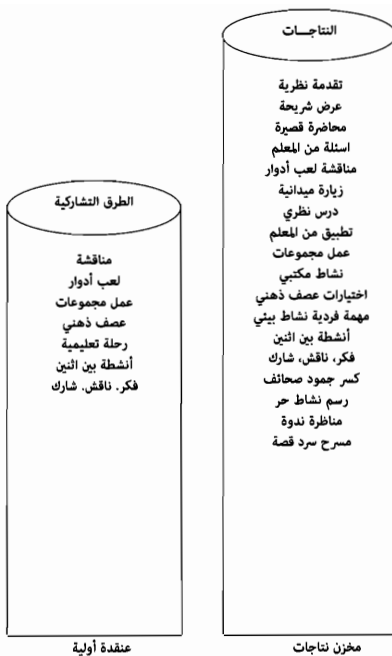 النتاجـــات
تقدمة نظرية
عرض شريحة
محاضرة قصيرة
اسئلة من المعلم
مناقشة لعب أدوار
زيارة ميدانية
درس نظري
تطبيق من المعلم
عمل مجموعات
نشاط مكتبي
اختيارات عصف ذهني
مهمة فردية نشاط بيئي
أنشطة بين اثنين
فكر، ناقش، شارك
كسر جمود صحائف
رسم نشاط حر
مناظرة ندوة
مسرح سرد قصة
مخزن نتاجات
الطرق التشاركية
مناقشة
لعب أدوار
عمل مجموعات
عصف ذهني
رحلة تعليمية
أنشطة بين اثنين
فكر. ناقش. شارك
عنقدة أولية